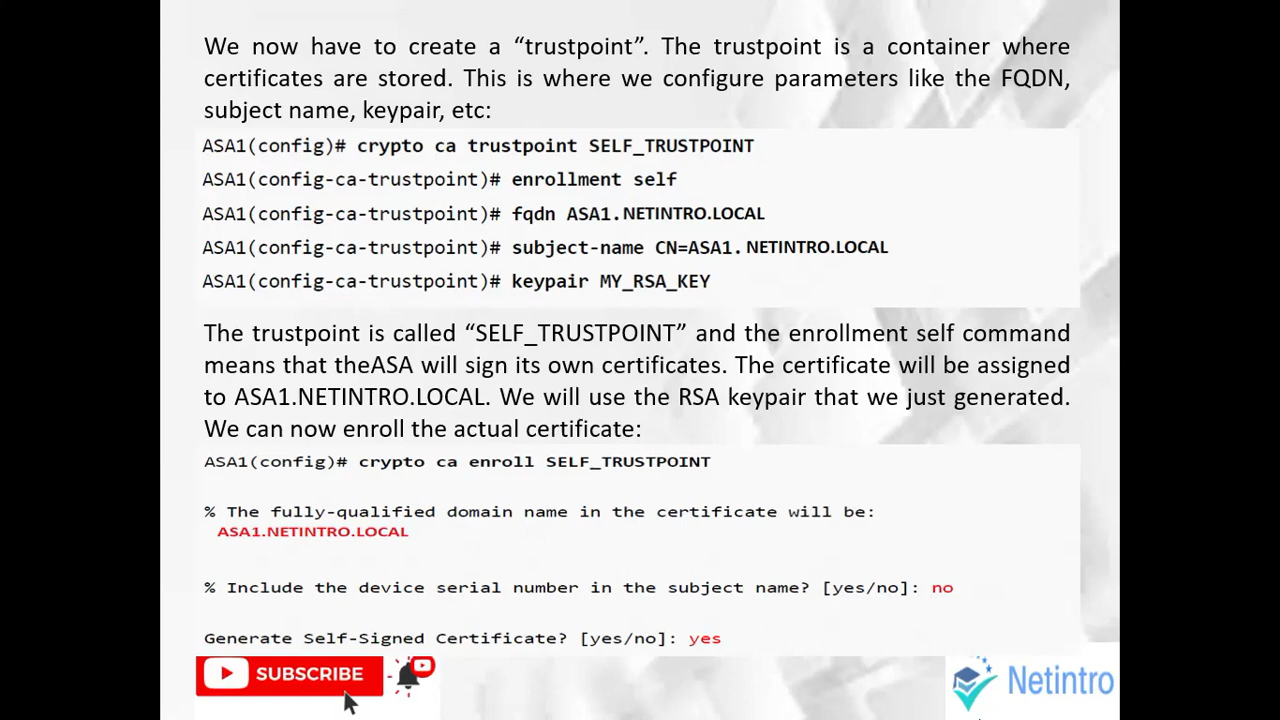 We now have to create a “trustpoint”. The trustpoint is a container where
certificates are stored. This is where we configure parameters like the FQDN,
subject name, keypair, etc:
ASA1(config)# crypto ca trustpoint SELF_TRUSTPOINT
ASA1(config-ca-trustpoint)# enrollment self
ASA1(config-ca-trustpoint)# fqdn ASA1.NETINTRO.LOCAL
ASA1(config-ca-trustpoint)# subject-name CN=ASA1.NETINTRO.LOCAL
ASA1(config-ca-trustpoint)# keypair MY_RSA_KEY
The trustpoint is called “SELF_TRUSTPOINT” and the enrollment self command
means that theASA will sign its own certificates. The certificate will be assigned
to ASA1.NETINTRO.LOCAL. We will use the RSA keypair that we just generated.
We can now enroll the actual certificate:
ASA1(config)# crypto ca enroll SELF_TRUSTPOINT
% The fully-qualified domain name in the certificate will be:
ASA1.NETINTRO.LOCAL
% Include the device serial number in the subject name? [yes/no]: no
Generate Self-Signed Certificate? [yes/no]: yes
SUBSCRIBE
Netintro